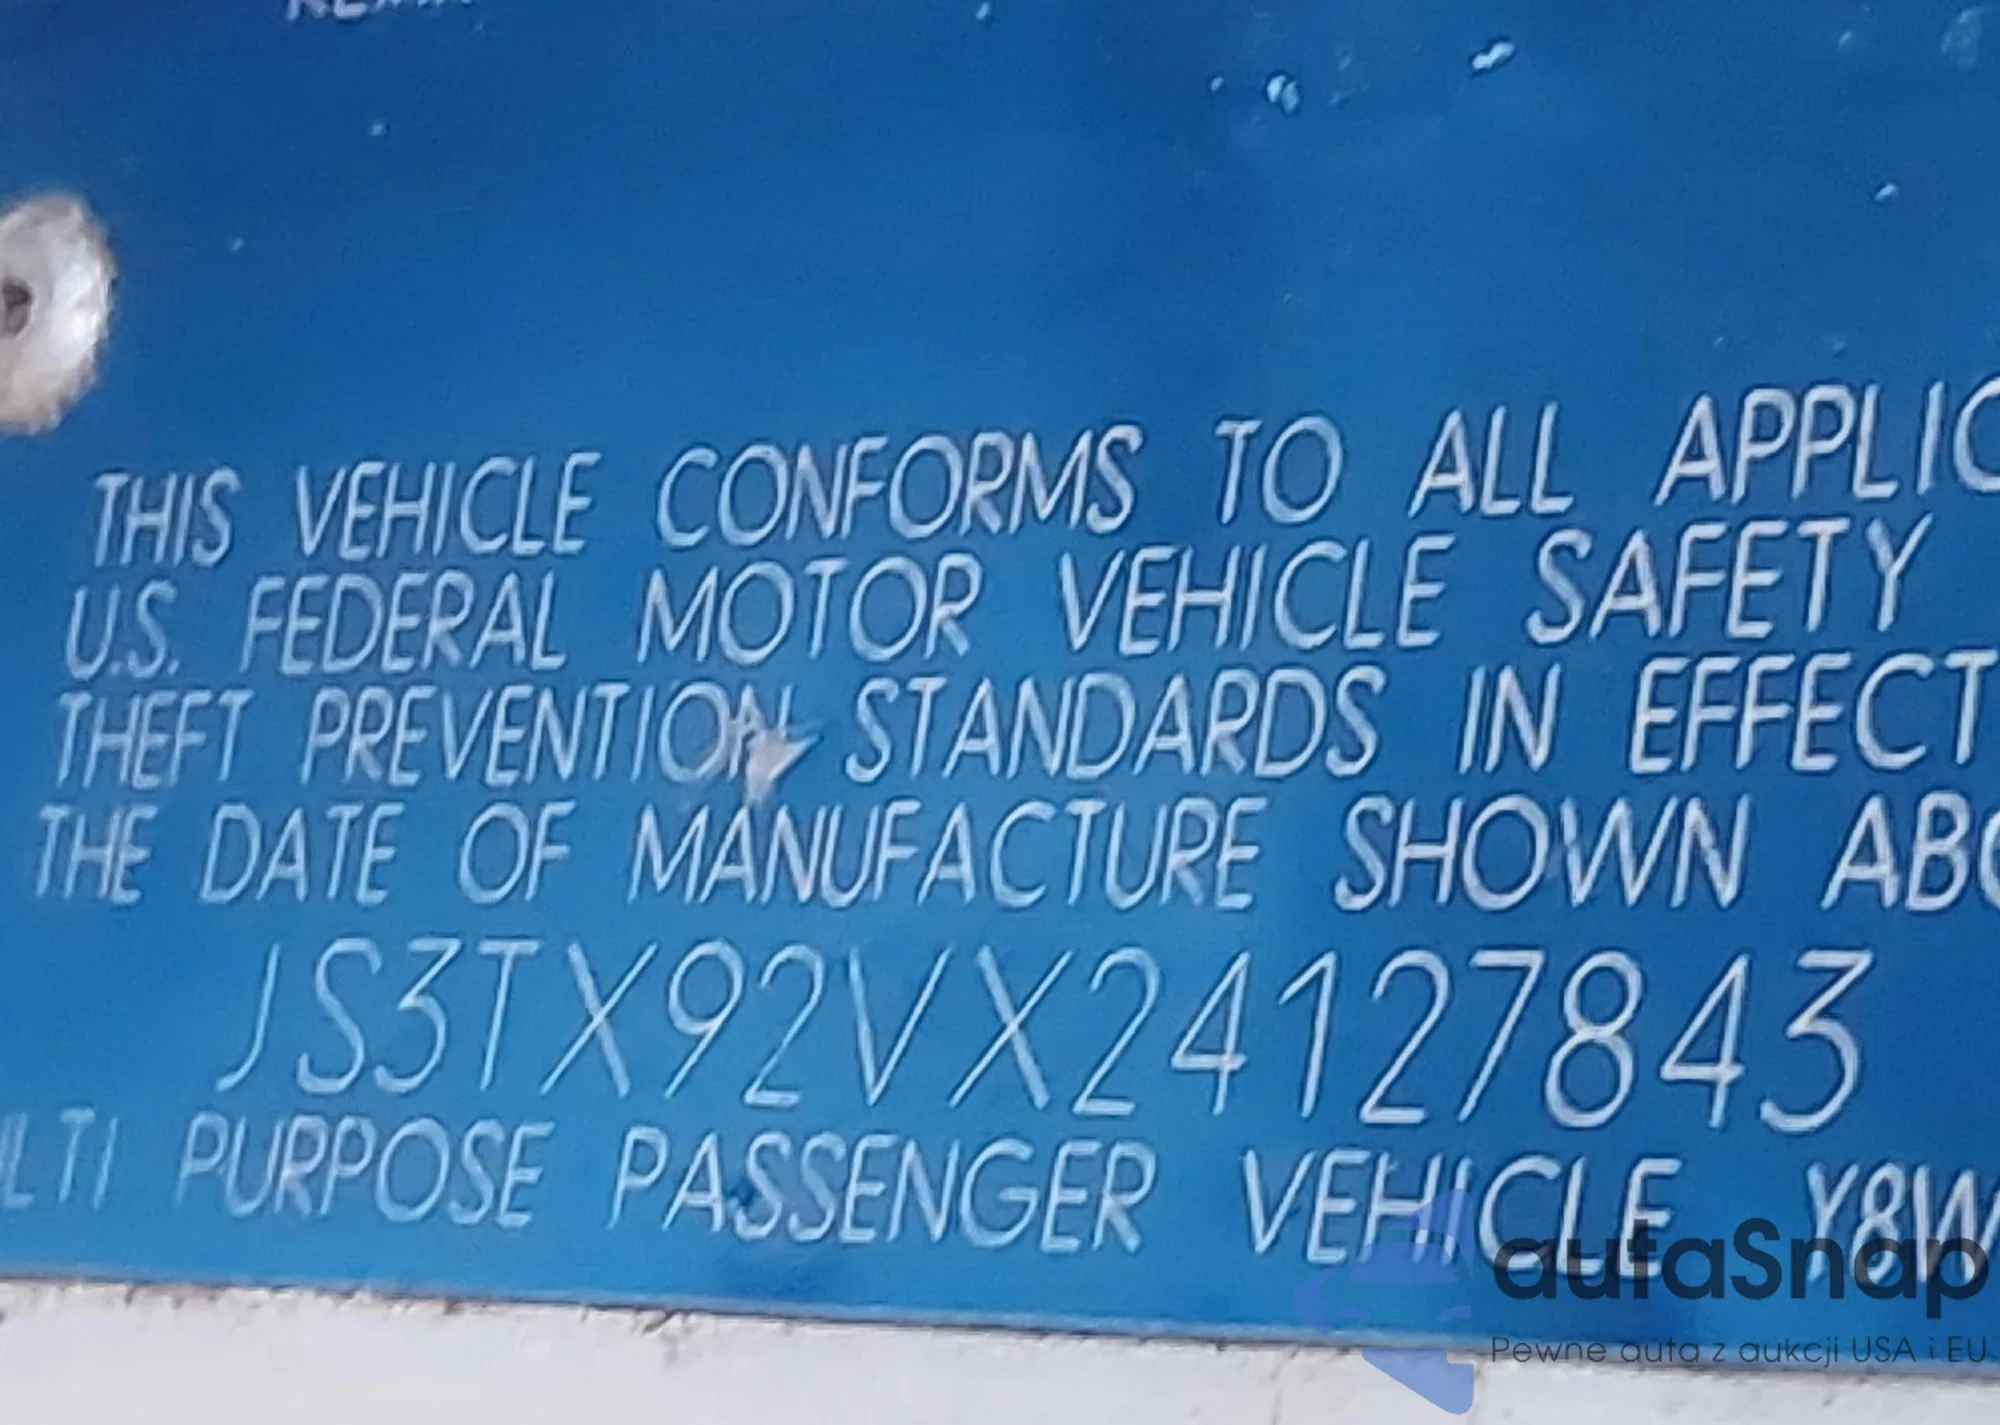 THIS VEHICLE CONFORMS TO ALL APPLIC
U.S. FEDERAL MOTOR VEHICLE SAFETY
THEFT PREVENTION STANDARDS IN EFFECT
THE DATE OF MANUFACTURE SHOWN ABO
JS3TX92VX24127843
LTI PURPOSE PASSENGER VEHICLE Y8W
autaSnap
Pewne auta z aukcji USA i EU